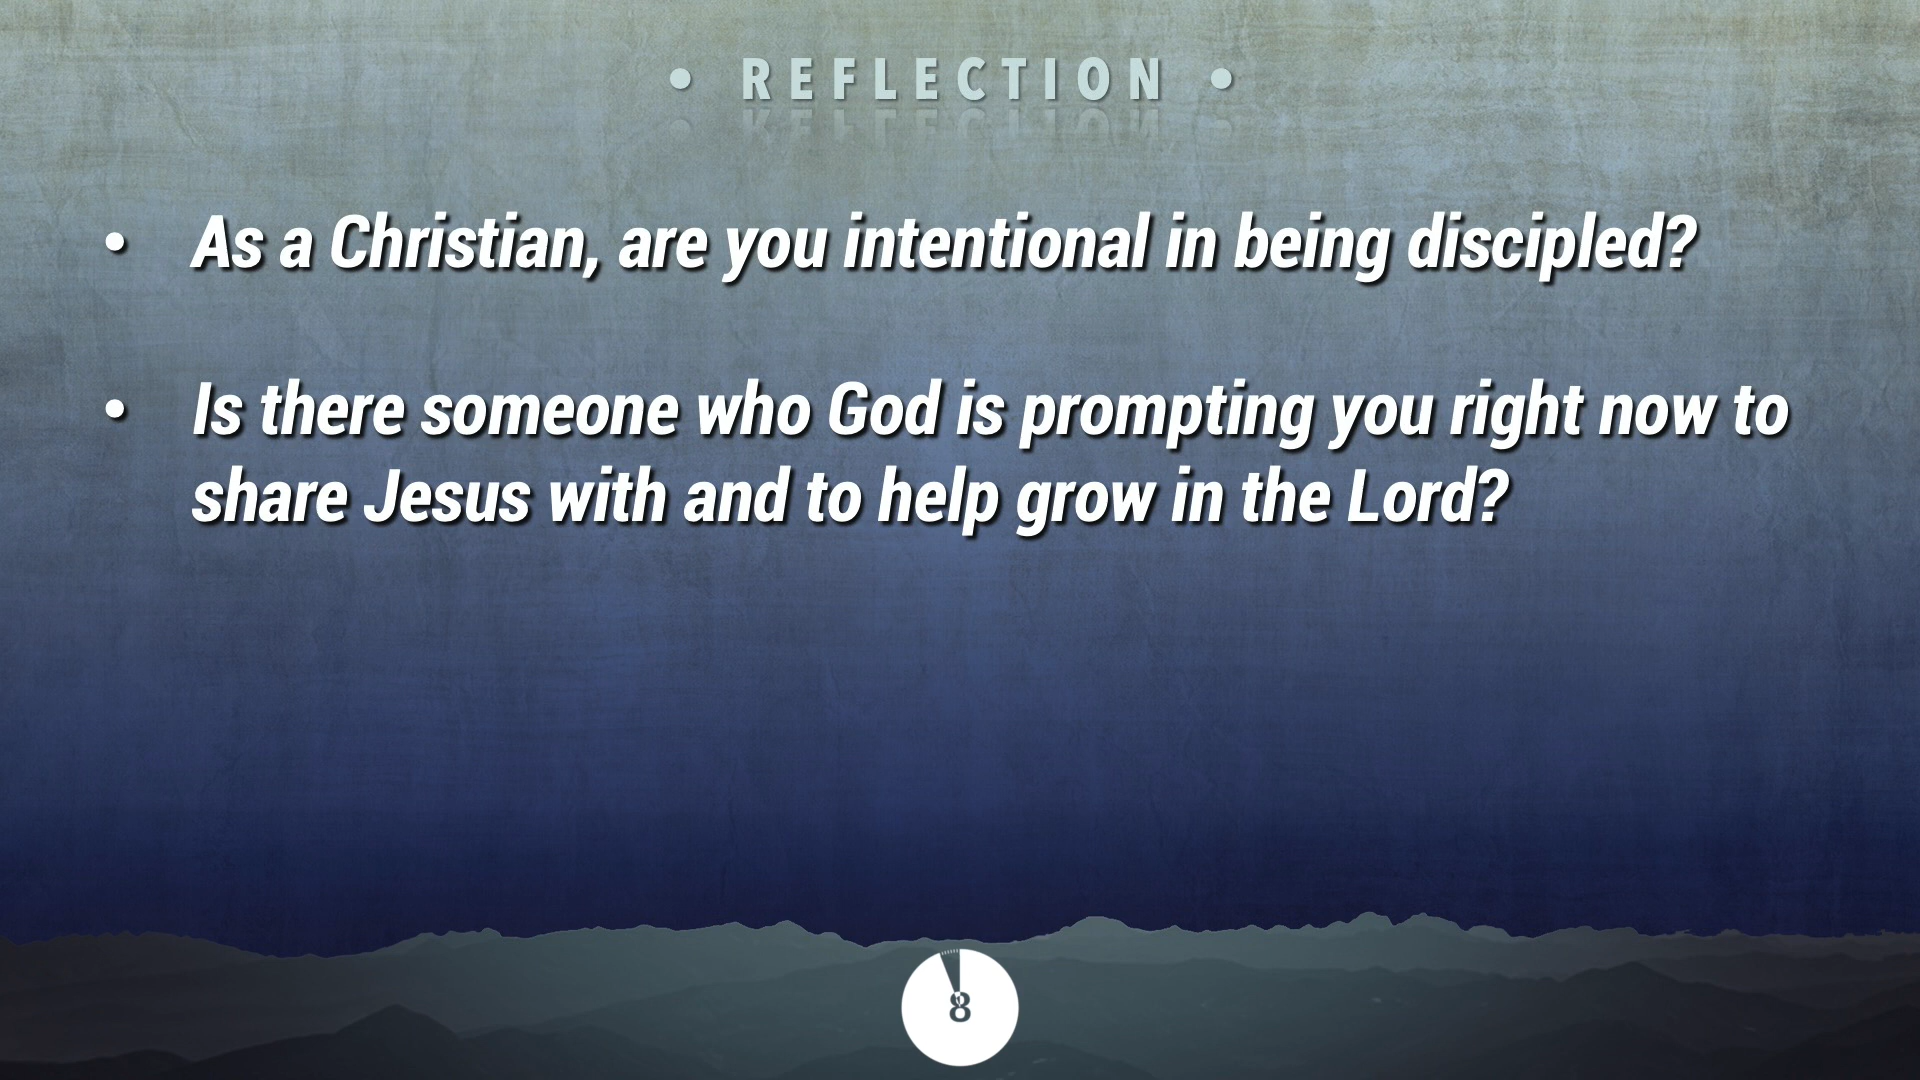 • REFLECTION •
• As a Christian, are you intentional in being discipled?
• Is there someone who God is prompting you right now to
share Jesus with and to help grow in the Lord?
8